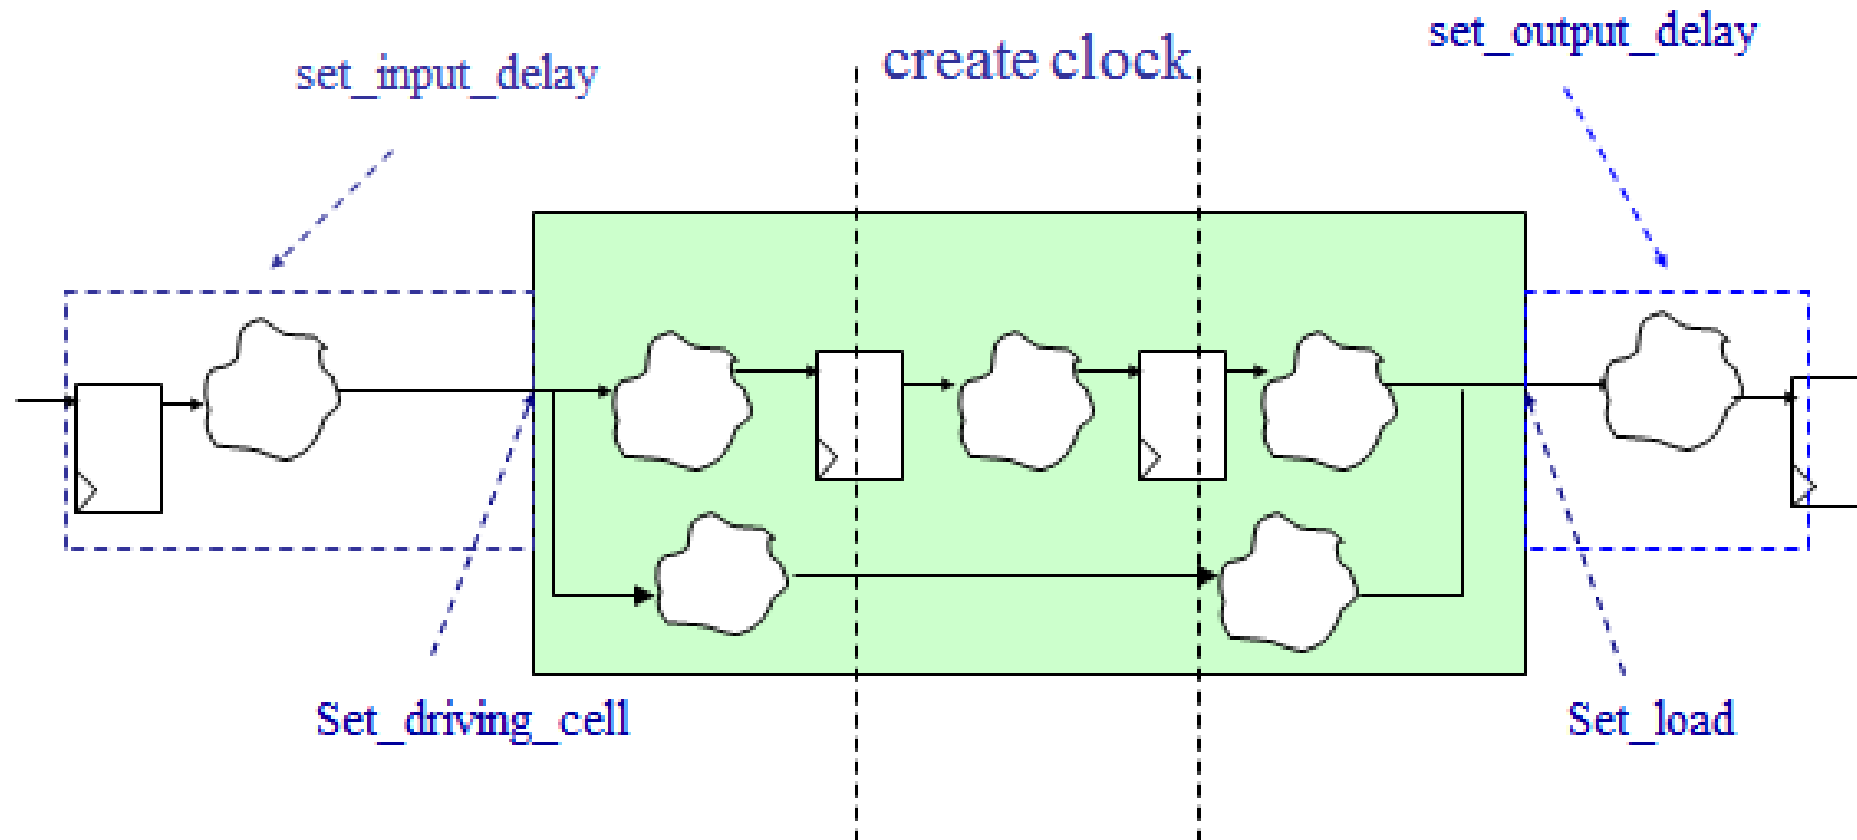 set_input_delay
create clock
set_output_delay
Set_driving_cell
Set_load